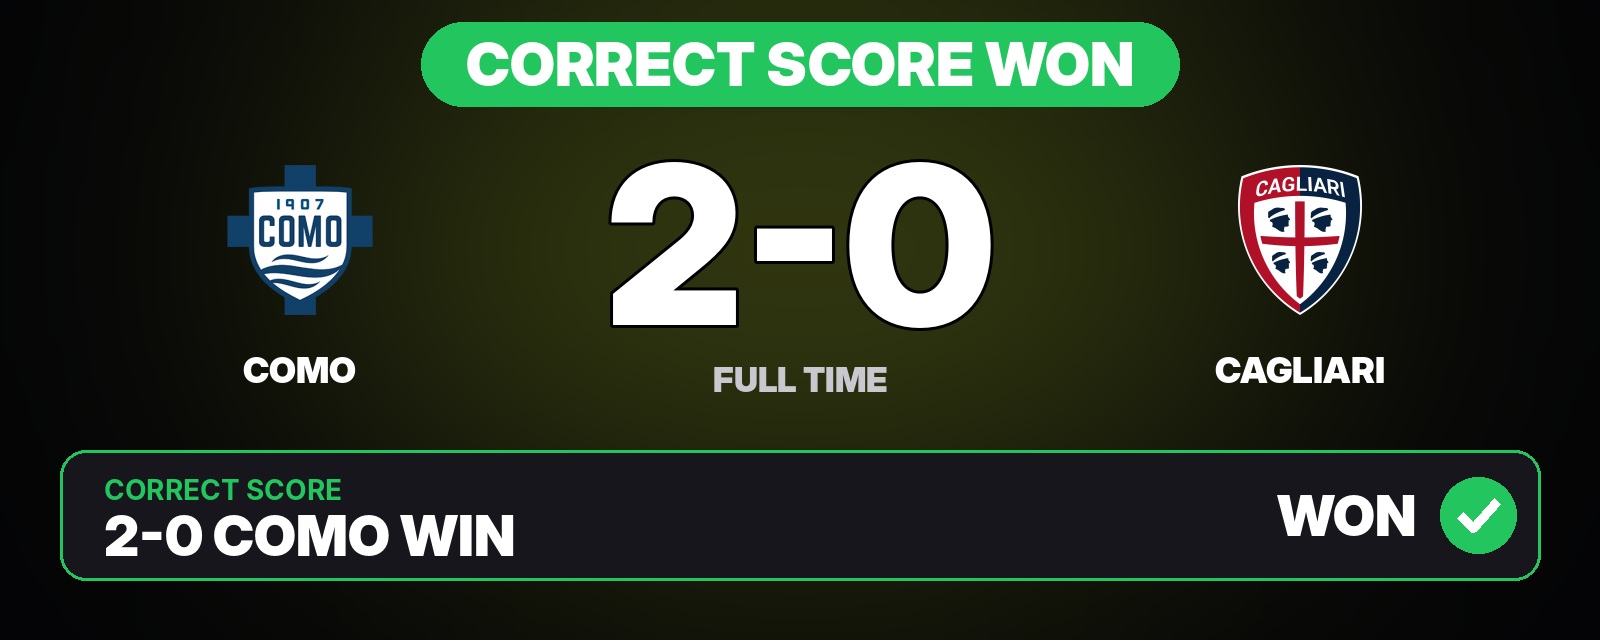 CORRECT SCORE WON
1907
COMO
CAGLIARI
2-0
COMO
FULL TIME
CAGLIARI
CORRECT SCORE
2-0 COMO WIN
WON